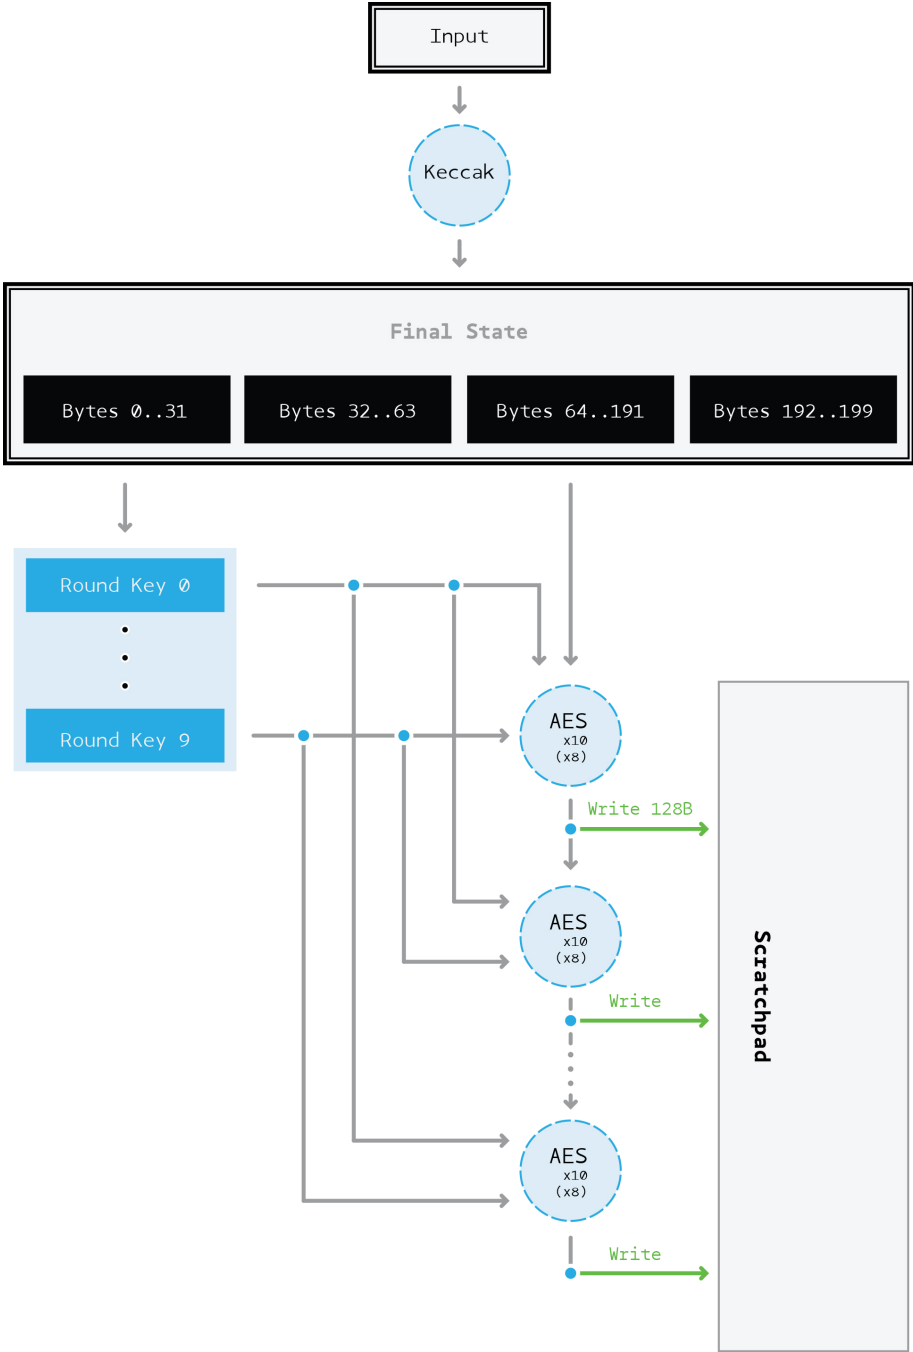 Input
Keccak
Final State
Bytes 0..31
Bytes 32..63
Bytes 64..191
Bytes 192..199
Round Key 0
Round Key 9
AES
x10
(x8)
Write 128B
AES
x10
(x8)
Write
Scratchpad
AES
x10
(x8)
Write